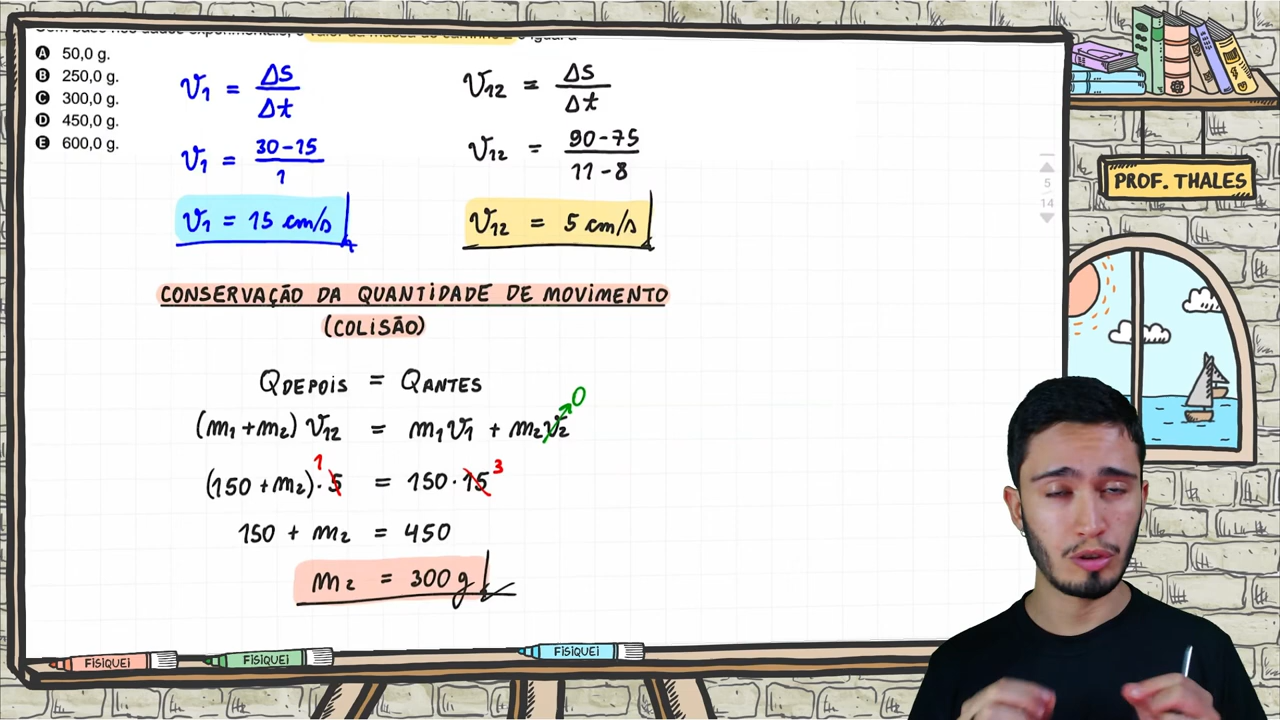 A 50,0 g.
B 250,0 g.
C 300,0 g.
D 450,0 g.
E 600,0 g.
V1 = ΔS/Δt
V1 = 30-15/1
V1 = 15 cm/s
V12 = ΔS/Δt
V12 = 90-75/11-8
V12 = 5 cm/s
CONSERVAÇÃO DA QUANTIDADE DE MOVIMENTO
(COLISÃO)
QDEPOIS = QANTES
(m1+m2) V12 = m1V1 + m2V2 0
(150+m2)·5 1 = 150·15 3
150 + m2 = 450
m2 = 300 g
PROF. THALES
5
14
FISIQUEI
FISIQUEI
FISIQUEI